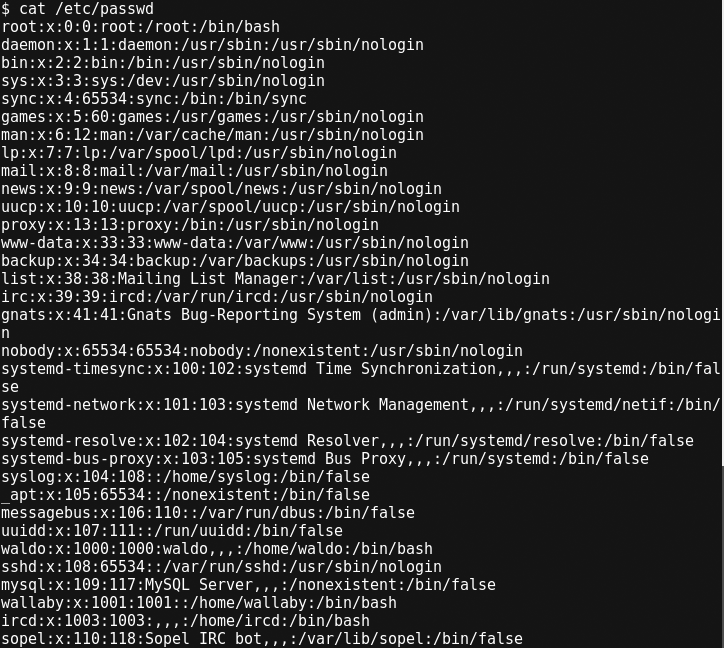 $ cat /etc/passwd
root:x:0:0:root:/root:/bin/bash
daemon:x:1:1:daemon:/usr/sbin:/usr/sbin/nologin
bin:x:2:2:bin:/bin:/usr/sbin/nologin
sys:x:3:3:sys:/dev:/usr/sbin/nologin
sync:x:4:65534:sync:/bin:/bin/sync
games:x:5:60:games:/usr/games:/usr/sbin/nologin
man:x:6:12:man:/var/cache/man:/usr/sbin/nologin
lp:x:7:7:lp:/var/spool/lpd:/usr/sbin/nologin
mail:x:8:8:mail:/var/mail:/usr/sbin/nologin
news:x:9:9:news:/var/spool/news:/usr/sbin/nologin
uucp:x:10:10:uucp:/var/spool/uucp:/usr/sbin/nologin
proxy:x:13:13:proxy:/bin:/usr/sbin/nologin
www-data:x:33:33:www-data:/var/www:/usr/sbin/nologin
backup:x:34:34:backup:/var/backups:/usr/sbin/nologin
list:x:38:38:Mailing List Manager:/var/list:/usr/sbin/nologin
irc:x:39:39:ircd:/var/run/ircd:/usr/sbin/nologin
gnats:x:41:41:Gnats Bug-Reporting System (admin):/var/lib/gnats:/usr/sbin/nologi
n
nobody:x:65534:65534:nobody:/nonexistent:/usr/sbin/nologin
systemd-timesync:x:100:102:systemd Time Synchronization,,,:/run/systemd:/bin/fal
se
systemd-network:x:101:103:systemd Network Management,,,:/run/systemd/netif:/bin/
false
systemd-resolve:x:102:104:systemd Resolver,,,:/run/systemd/resolve:/bin/false
systemd-bus-proxy:x:103:105:systemd Bus Proxy,,,:/run/systemd:/bin/false
syslog:x:104:108::/home/syslog:/bin/false
_apt:x:105:65534::/nonexistent:/bin/false
messagebus:x:106:110::/var/run/dbus:/bin/false
uuidd:x:107:111::/run/uuidd:/bin/false
waldo:x:1000:1000:waldo,,,:/home/waldo:/bin/bash
sshd:x:108:65534::/var/run/sshd:/usr/sbin/nologin
mysql:x:109:117:MySQL Server,,,:/nonexistent:/bin/false
wallaby:x:1001:1001::/home/wallaby:/bin/bash
ircd:x:1003:1003:,,,:/home/ircd:/bin/bash
sopel:x:110:118:Sopel IRC bot,,,:/var/lib/sopel:/bin/false